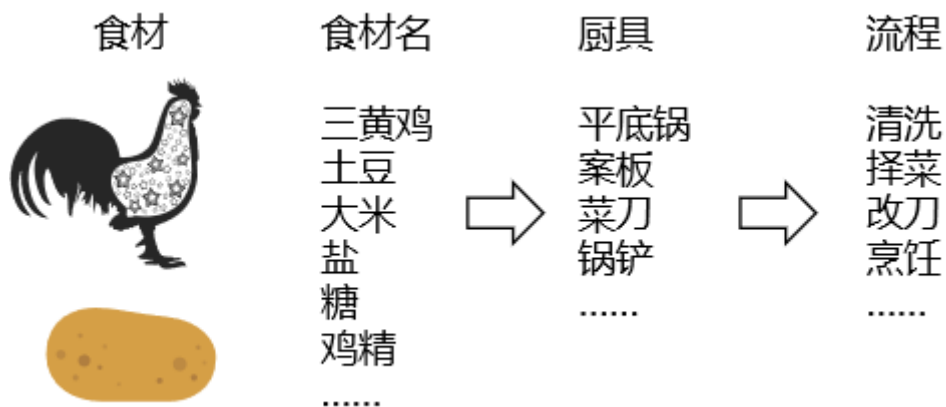 食材 食材名 厨具 流程
三黄鸡 平底锅 清洗
土豆 案板 择菜
大米 菜刀 改刀
盐 锅铲 烹饪
糖 …… ……
鸡精
……